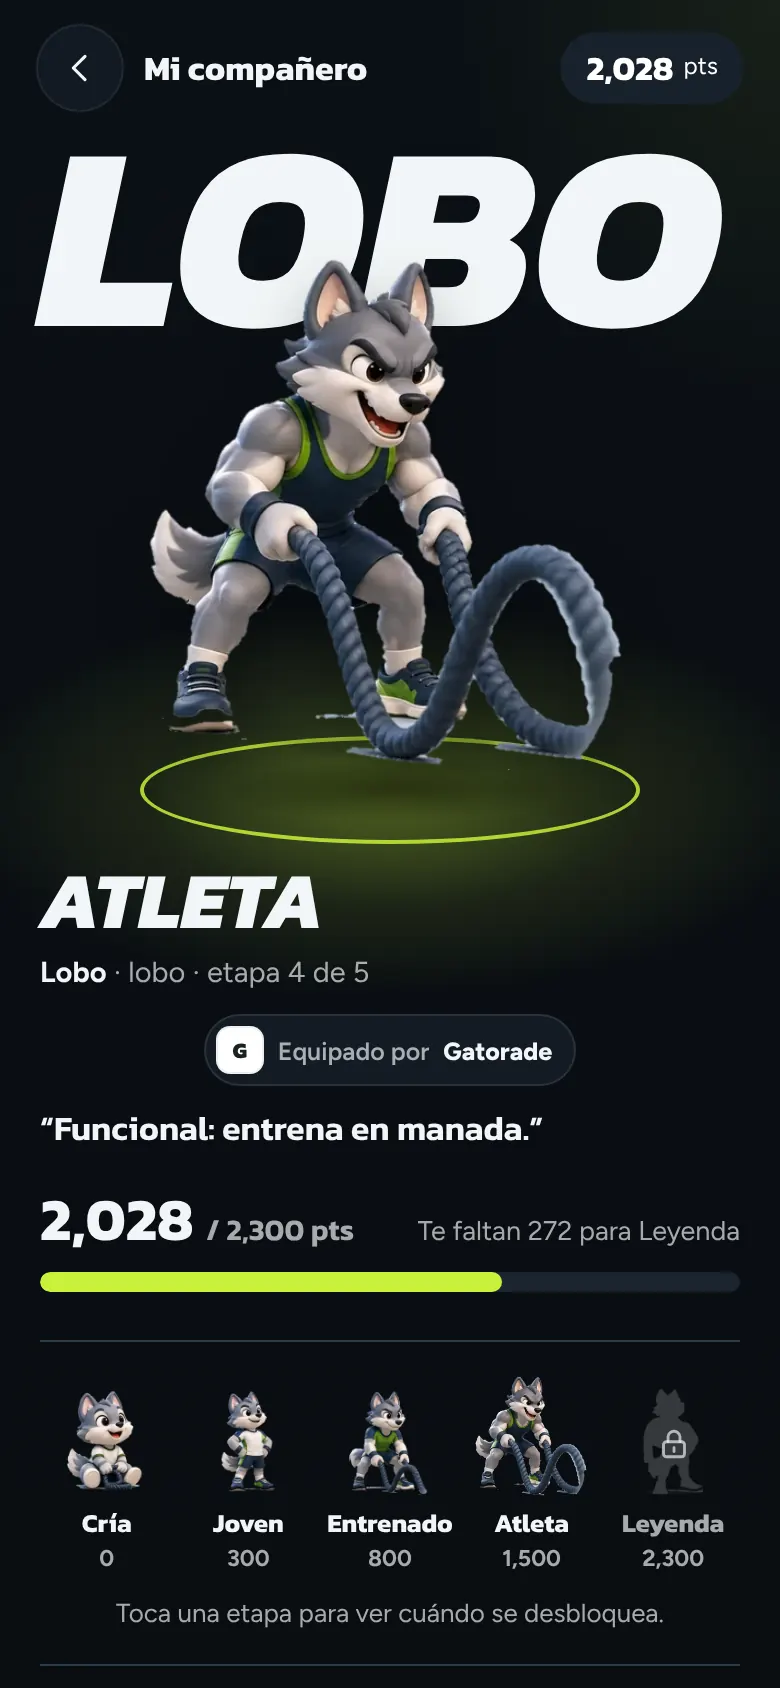 Mi compañero
2,028 pts
LOBO
ATLETA
Lobo · lobo · etapa 4 de 5
G Equipado por Gatorade
“Funcional: entrena en manada.”
2,028 / 2,300 pts
Te faltan 272 para Leyenda
Cría Joven Entrenado Atleta Leyenda
0 300 800 1,500 2,300
Toca una etapa para ver cuándo se desbloquea.